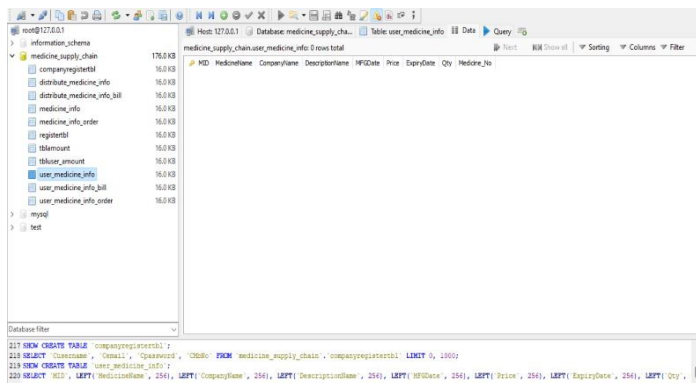 root@127.0.0.1
information_schema
medicine_supply_chain 176.0 KB
companyregistertbl 16.0 KB
distribute_medicine_info 16.0 KB
distribute_medicine_info_bill 16.0 KB
medicine_info 16.0 KB
medicine_info_order 16.0 KB
registertbl 16.0 KB
tblamount 16.0 KB
tbluser_amount 16.0 KB
user_medicine_info 16.0 KB
user_medicine_info_bill 16.0 KB
user_medicine_info_order 16.0 KB
mysql
test
Database filter
Host: 127.0.0.1 Database: medicine_supply_cha... Table: user_medicine_info Data Query
medicine_supply_chain.user_medicine_info: 0 rows total Next Show all Sorting Columns Filter
MID MedicineName CompanyName DescriptionName MFGDate Price ExpiryDate Qty Medicine_No
217 SHOW CREATE TABLE `companyregistertbl`;
218 SELECT `Cusername`, `Cemail`, `Cpassword`, `CMbNo` FROM `medicine_supply_chain`.`companyregistertbl` LIMIT 0, 1000;
219 SHOW CREATE TABLE `user_medicine_info`;
220 SELECT `MID`, LEFT(`MedicineName`, 256), LEFT(`CompanyName`, 256), LEFT(`DescriptionName`, 256), LEFT(`MFGDate`, 256), LEFT(`Price`, 256), LEFT(`ExpiryDate`, 256), LEFT(`Qty`,